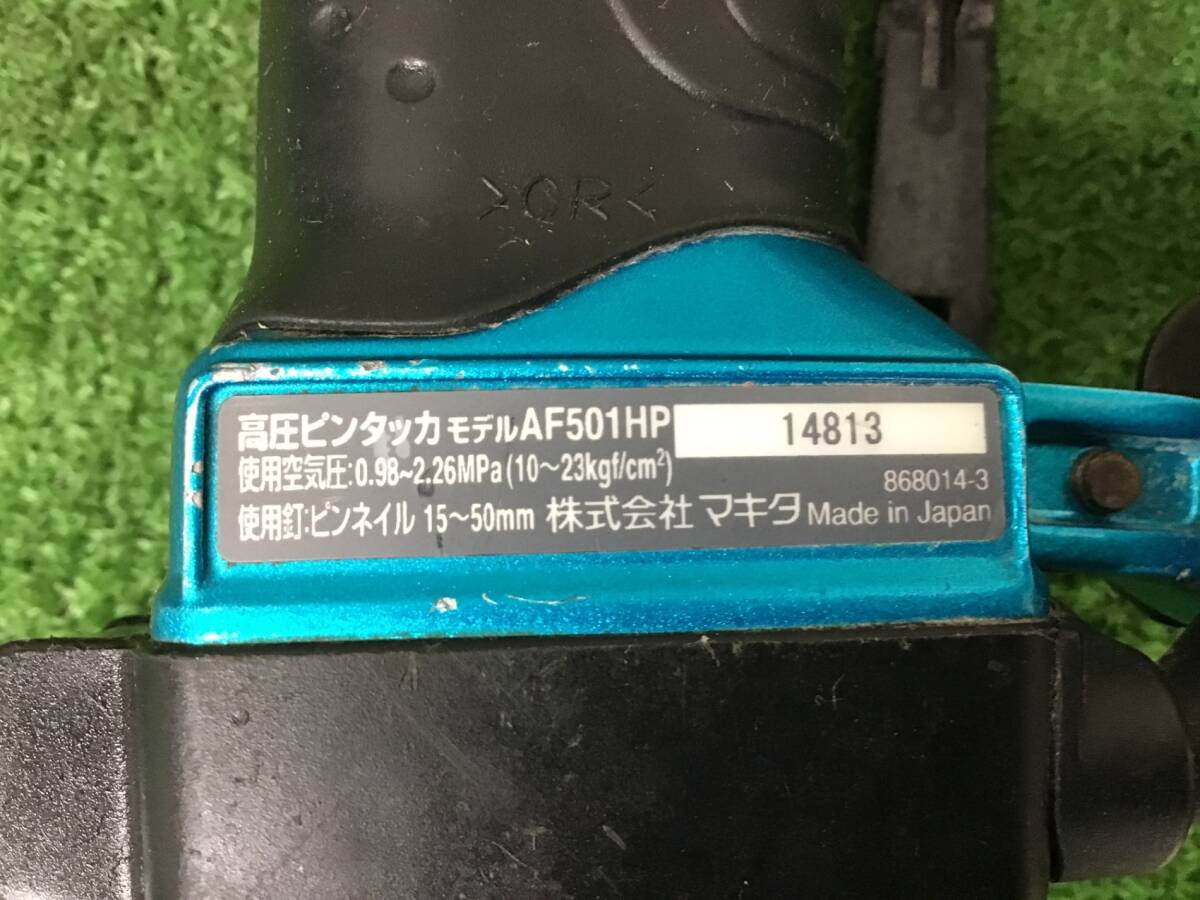 >CR<
高圧ピンタッカ モデルAF501HP 14813
使用空気圧:0.98~2.26MPa(10～23kgf/cm²) 868014-3
使用釘:ピンネイル 15～50mm 株式会社 マキタ Made in Japan